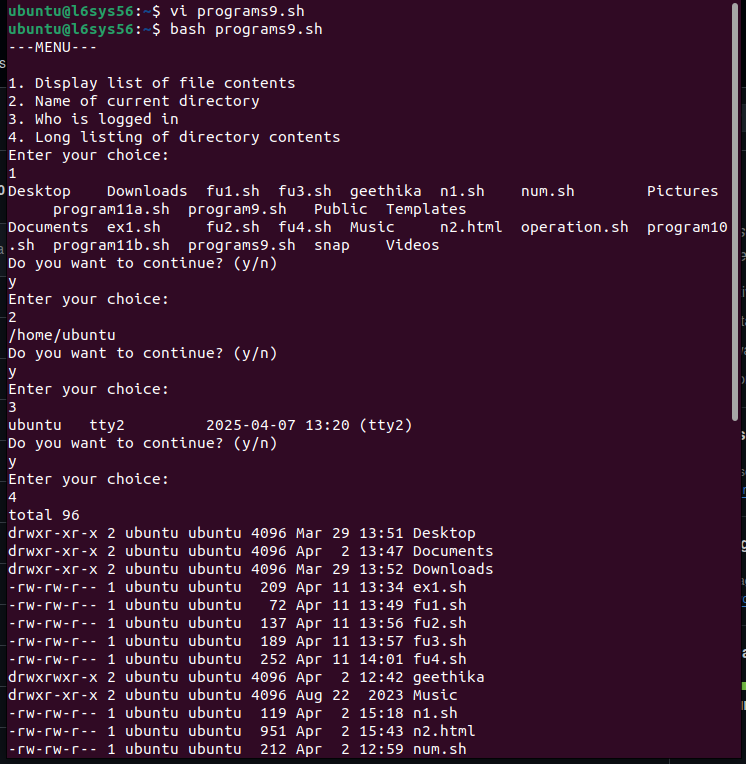 ubuntu@l6sys56:~$ vi programs9.sh
ubuntu@l6sys56:~$ bash programs9.sh
---MENU---
1. Display list of file contents
2. Name of current directory
3. Who is logged in
4. Long listing of directory contents
Enter your choice:
1
Desktop    Downloads  fu1.sh  fu3.sh  geethika  n1.sh    num.sh        Pictures
     program11a.sh  program9.sh   Public  Templates
Documents  ex1.sh     fu2.sh  fu4.sh  Music     n2.html  operation.sh  program10
.sh  program11b.sh  programs9.sh  snap    Videos
Do you want to continue? (y/n)
y
Enter your choice:
2
/home/ubuntu
Do you want to continue? (y/n)
y
Enter your choice:
3
ubuntu   tty2         2025-04-07 13:20 (tty2)
Do you want to continue? (y/n)
y
Enter your choice:
4
total 96
drwxr-xr-x 2 ubuntu ubuntu 4096 Mar 29 13:51 Desktop
drwxr-xr-x 2 ubuntu ubuntu 4096 Apr  2 13:47 Documents
drwxr-xr-x 2 ubuntu ubuntu 4096 Mar 29 13:52 Downloads
-rw-rw-r-- 1 ubuntu ubuntu  209 Apr 11 13:34 ex1.sh
-rw-rw-r-- 1 ubuntu ubuntu   72 Apr 11 13:49 fu1.sh
-rw-rw-r-- 1 ubuntu ubuntu  137 Apr 11 13:56 fu2.sh
-rw-rw-r-- 1 ubuntu ubuntu  189 Apr 11 13:57 fu3.sh
-rw-rw-r-- 1 ubuntu ubuntu  252 Apr 11 14:01 fu4.sh
drwxrwxr-x 2 ubuntu ubuntu 4096 Apr  2 12:42 geethika
drwxr-xr-x 2 ubuntu ubuntu 4096 Aug 22  2023 Music
-rw-rw-r-- 1 ubuntu ubuntu  119 Apr  2 15:18 n1.sh
-rw-rw-r-- 1 ubuntu ubuntu  951 Apr  2 15:43 n2.html
-rw-rw-r-- 1 ubuntu ubuntu  212 Apr  2 12:59 num.sh